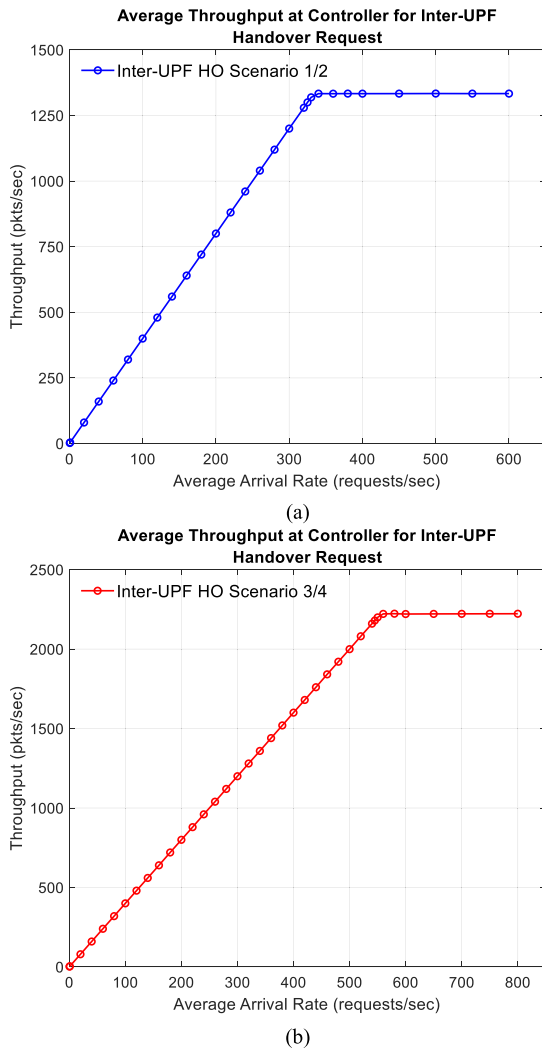 Average Throughput at Controller for Inter-UPF
Handover Request
1500
1250
1000
750
500
250
0
Inter-UPF HO Scenario 1/2
Throughput (pkts/sec)
0 100 200 300 400 500 600
Average Arrival Rate (requests/sec)
(a)
Average Throughput at Controller for Inter-UPF
Handover Request
2500
2000
1500
1000
500
0
Inter-UPF HO Scenario 3/4
Throughput (pkts/sec)
0 100 200 300 400 500 600 700 800
Average Arrival Rate (requests/sec)
(b)